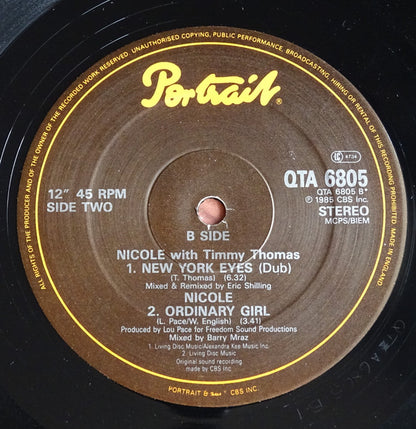 ALL RIGHTS OF THE PRODUCER AND OF THE OWNER OF THE RECORDED WORK RESERVED. UNAUTHORISED COPYING, PUBLIC PERFORMANCE, BROADCASTING, HIRING OR RENTAL OF THIS RECORDING PROHIBITED.
MADE IN ENGLAND
Portrait®
12" 45 RPM
SIDE TWO
QTA 6805
QTA 6805 B*
℗ 1985 CBS Inc.
STEREO
MCPS/BIEM
B SIDE
NICOLE with Timmy Thomas
1. NEW YORK EYES (Dub)
(T. Thomas) (6.32)
Mixed & Remixed by Eric Shilling
NICOLE
2. ORDINARY GIRL
(L. Pace/W. English) (3.41)
Produced by Lou Pace for Freedom Sound Productions
Mixed by Barry Mraz
1. Living Disc Music/Alexandra Kee Music Inc.
2. Living Disc Music
Original sound recording
made by CBS Inc